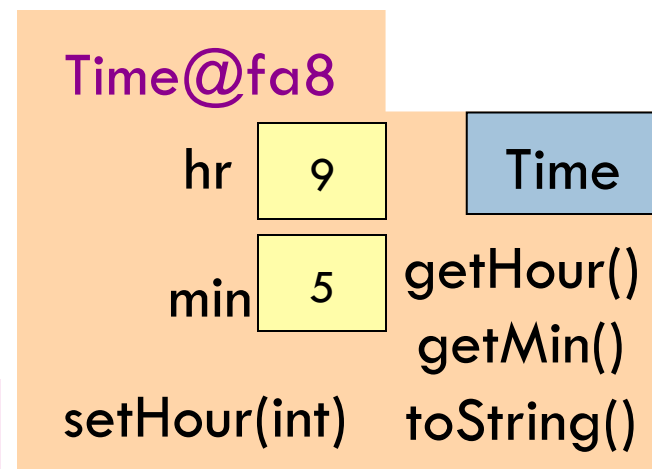 Time@fa8
hr 9 Time
min 5 getHour()
getMin()
setHour(int) toString()